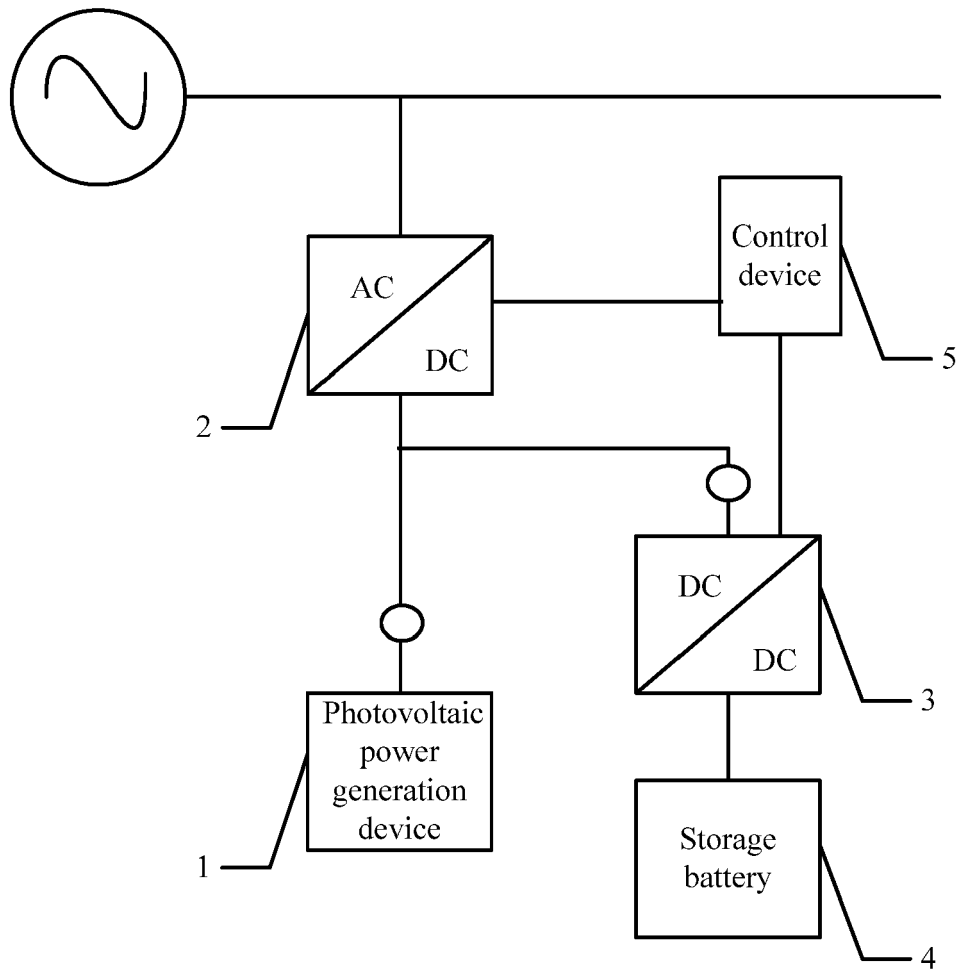 Control
device
AC
DC
5
2
DC
DC
3
Photovoltaic
power
generation
device
1
Storage
battery
4